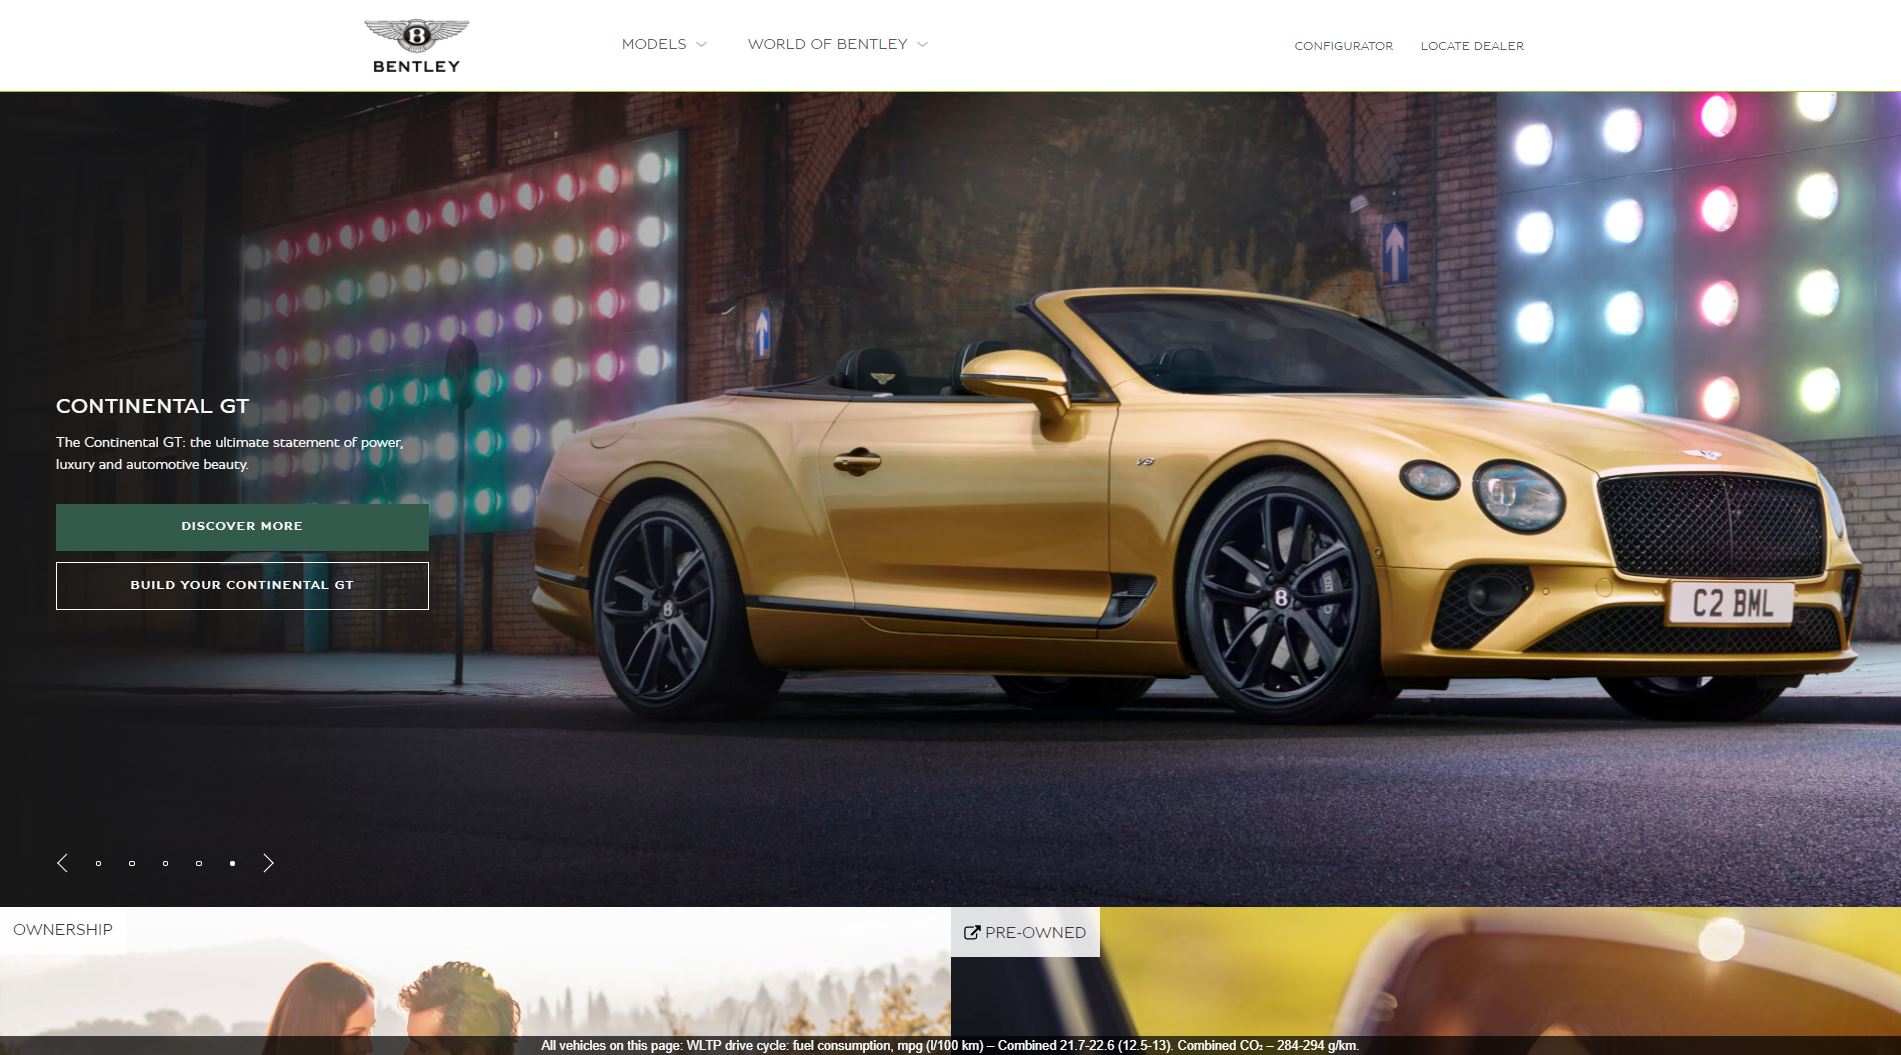 BENTLEY
MODELS
WORLD OF BENTLEY
CONFIGURATOR
LOCATE DEALER
CONTINENTAL GT
The Continental GT: the ultimate statement of power,
luxury and automotive beauty.
DISCOVER MORE
BUILD YOUR CONTINENTAL GT
V8
B
B
C2 BML
OWNERSHIP
PRE-OWNED
All vehicles on this page: WLTP drive cycle: fuel consumption, mpg (l/100 km) – Combined 21.7-22.6 (12.5-13). Combined CO₂ – 284-294 g/km.